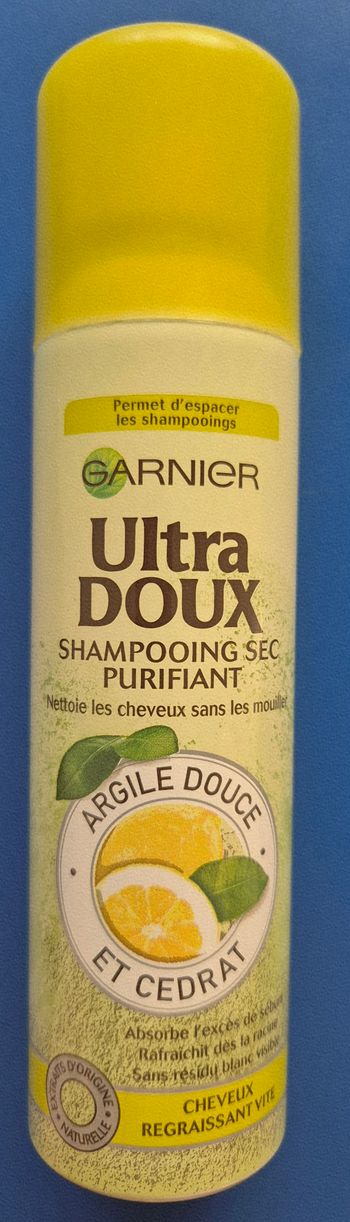 Permet d'espacer
les shampooings
GARNIER
Ultra
DOUX
SHAMPOOING SEC
PURIFIANT
Nettoie les cheveux sans les mouiller
ARGILE DOUCE
ET CEDRAT
Absorbe l'excès de sébum
Rafraîchit dès la racine
Sans résidu blanc visible
EXTRAITS D'ORIGINE
NATURELLE
CHEVEUX
REGRAISSANT VITE